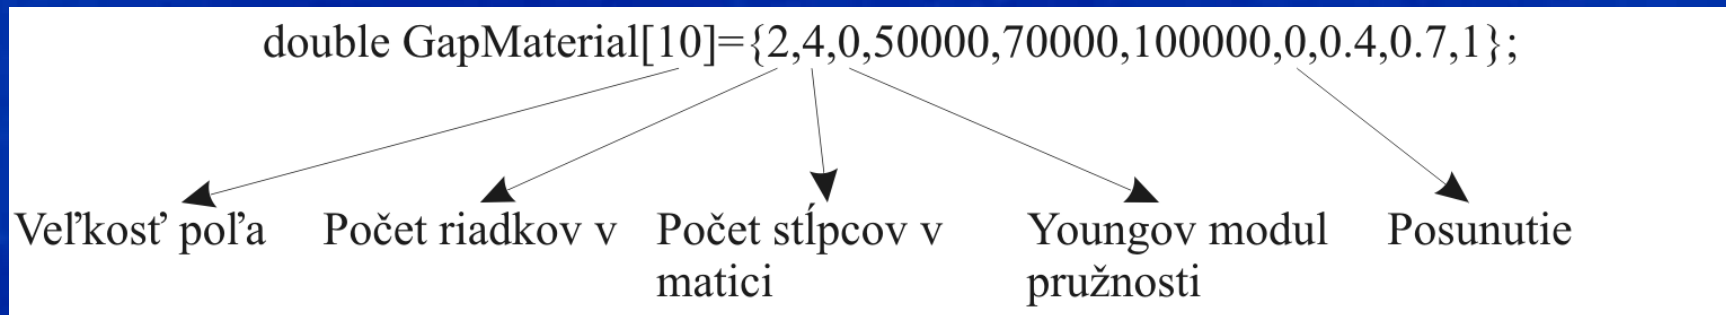 double GapMaterial[10]={2,4,0,50000,70000,100000,0,0.4,0.7,1};
Veľkosť poľa
Počet riadkov v
Počet stĺpcov v
matici
Youngov modul
pružnosti
Posunutie